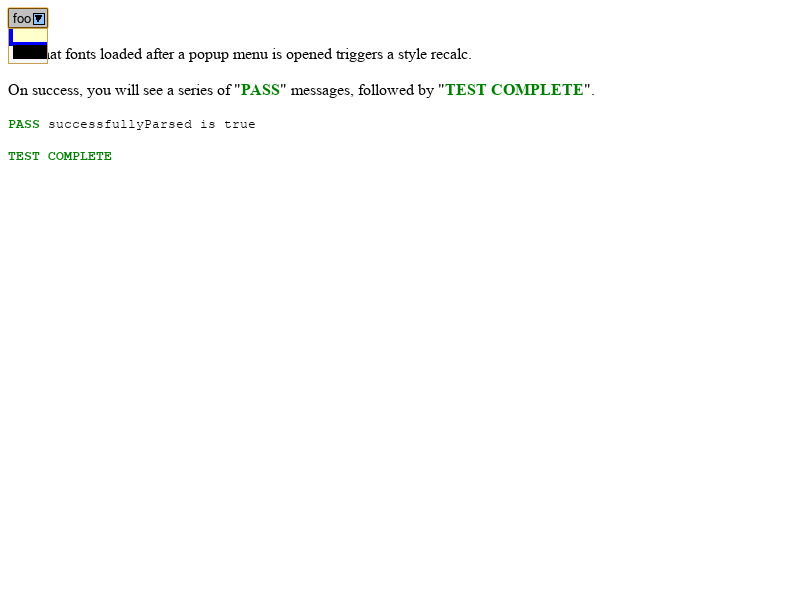 foo
at fonts loaded after a popup menu is opened triggers a style recalc.
On success, you will see a series of "PASS" messages, followed by "TEST COMPLETE".
PASS successfullyParsed is true
TEST COMPLETE